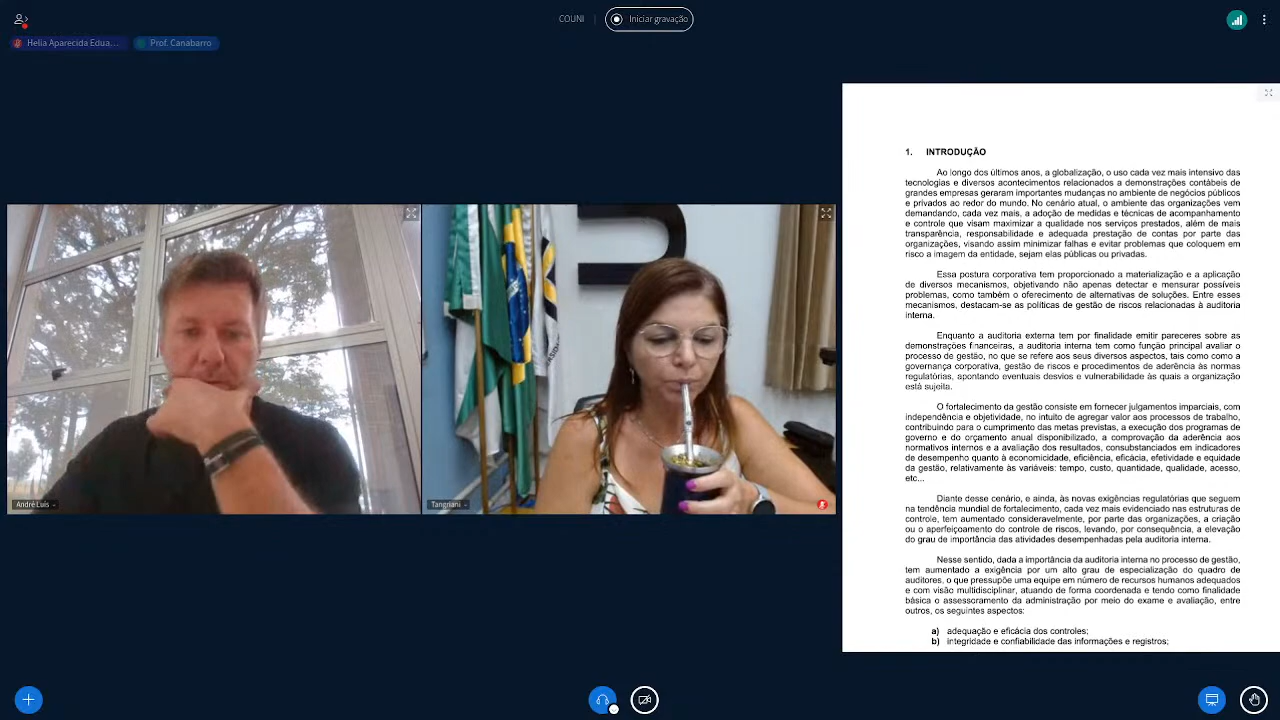 COUNI
Iniciar gravação
Helia Aparecida Edua...
Prof. Canabarro
André Luis
Tangriani
1. INTRODUÇÃO
Ao longo dos últimos anos, a globalização, o uso cada vez mais intensivo das
tecnologias e diversos acontecimentos relacionados a demonstrações contábeis de
grandes empresas geraram importantes mudanças no ambiente de negócios públicos
e privados ao redor do mundo. No cenário atual, o ambiente das organizações vem
demandando, cada vez mais, a adoção de medidas e técnicas de acompanhamento
e controle que visam maximizar a qualidade nos serviços prestados, além de mais
transparência, responsabilidade e adequada prestação de contas por parte das
organizações, visando assim minimizar falhas e evitar problemas que coloquem em
risco a imagem da entidade, sejam elas públicas ou privadas.
Essa postura corporativa tem proporcionado a materialização e a aplicação
de diversos mecanismos, objetivando não apenas detectar e mensurar possíveis
problemas, como também o oferecimento de alternativas de soluções. Entre esses
mecanismos, destacam-se as políticas de gestão de riscos relacionadas à auditoria
interna.
Enquanto a auditoria externa tem por finalidade emitir pareceres sobre as
demonstrações financeiras, a auditoria interna tem como função principal avaliar o
processo de gestão, no que se refere aos seus diversos aspectos, tais como como a
governança corporativa, gestão de riscos e procedimentos de aderência às normas
regulatórias, apontando eventuais desvios e vulnerabilidade às quais a organização
está sujeita.
O fortalecimento da gestão consiste em fornecer julgamentos imparciais, com
independência e objetividade, no intuito de agregar valor aos processos de trabalho,
contribuindo para o cumprimento das metas previstas, a execução dos programas de
governo e do orçamento anual disponibilizado, a comprovação da aderência aos
normativos internos e a avaliação dos resultados, consubstanciados em indicadores
de desempenho quanto à economicidade, eficiência, eficácia, efetividade e equidade
da gestão, relativamente às variáveis: tempo, custo, quantidade, qualidade, acesso,
etc...
Diante desse cenário, e ainda, às novas exigências regulatórias que seguem
na tendência mundial de fortalecimento, cada vez mais evidenciado nas estruturas de
controle, tem aumentado consideravelmente, por parte das organizações, a criação
ou o aperfeiçoamento do controle de riscos, levando, por consequência, a elevação
do grau de importância das atividades desempenhadas pela auditoria interna.
Nesse sentido, dada a importância da auditoria interna no processo de gestão,
tem aumentado a exigência por um alto grau de especialização do quadro de
auditores, o que pressupõe uma equipe em número de recursos humanos adequados
e com visão multidisciplinar, atuando de forma coordenada e tendo como finalidade
básica o assessoramento da administração por meio do exame e avaliação, entre
outros, os seguintes aspectos:
a) adequação e eficácia dos controles;
b) integridade e confiabilidade das informações e registros;